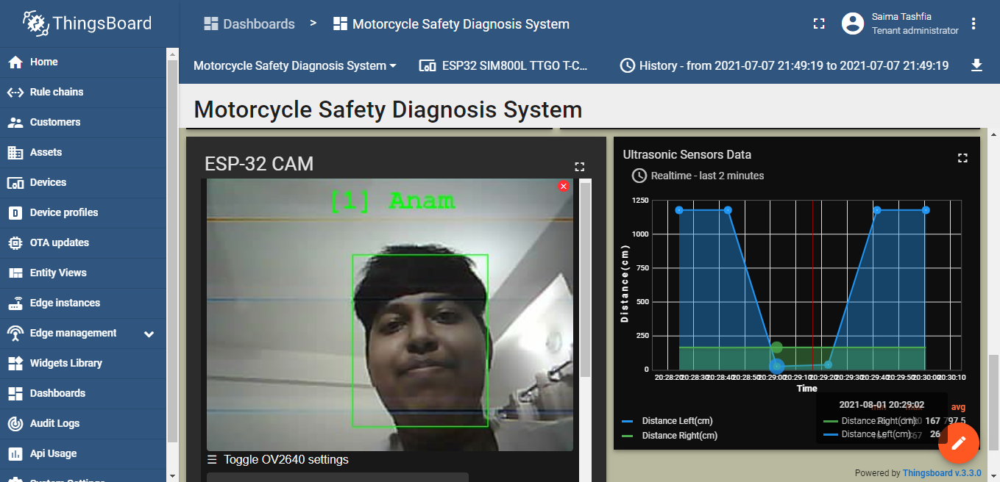 ThingsBoard
Dashboards > Motorcycle Safety Diagnosis System
Saima Tashfia
Tenant administrator
Motorcycle Safety Diagnosis System
ESP32 SIM800L TTGO T-C...
History - from 2021-07-07 21:49:19 to 2021-07-07 21:49:19
Home
Rule chains
Customers
Assets
Devices
Device profiles
OTA updates
Entity Views
Edge instances
Edge management
Widgets Library
Dashboards
Audit Logs
Api Usage
System Settings
Motorcycle Safety Diagnosis System
ESP-32 CAM
[1] Anam
Toggle OV2640 settings
Ultrasonic Sensors Data
Realtime - last 2 minutes
Distance(cm)
1250
1000
750
500
250
0
20:28:20 20:28:30 20:28:40 20:28:50 20:29:00 20:29:10 20:29:20 20:29:30 20:29:40 20:29:50 20:30:00 20:30:10
Time
min max avg
2021-08-01 20:29:02
Distance Right(cm): 167
Distance Left(cm): 26
Distance Left(cm) 797.5
Distance Right(cm)
Powered by Thingsboard v.3.3.0